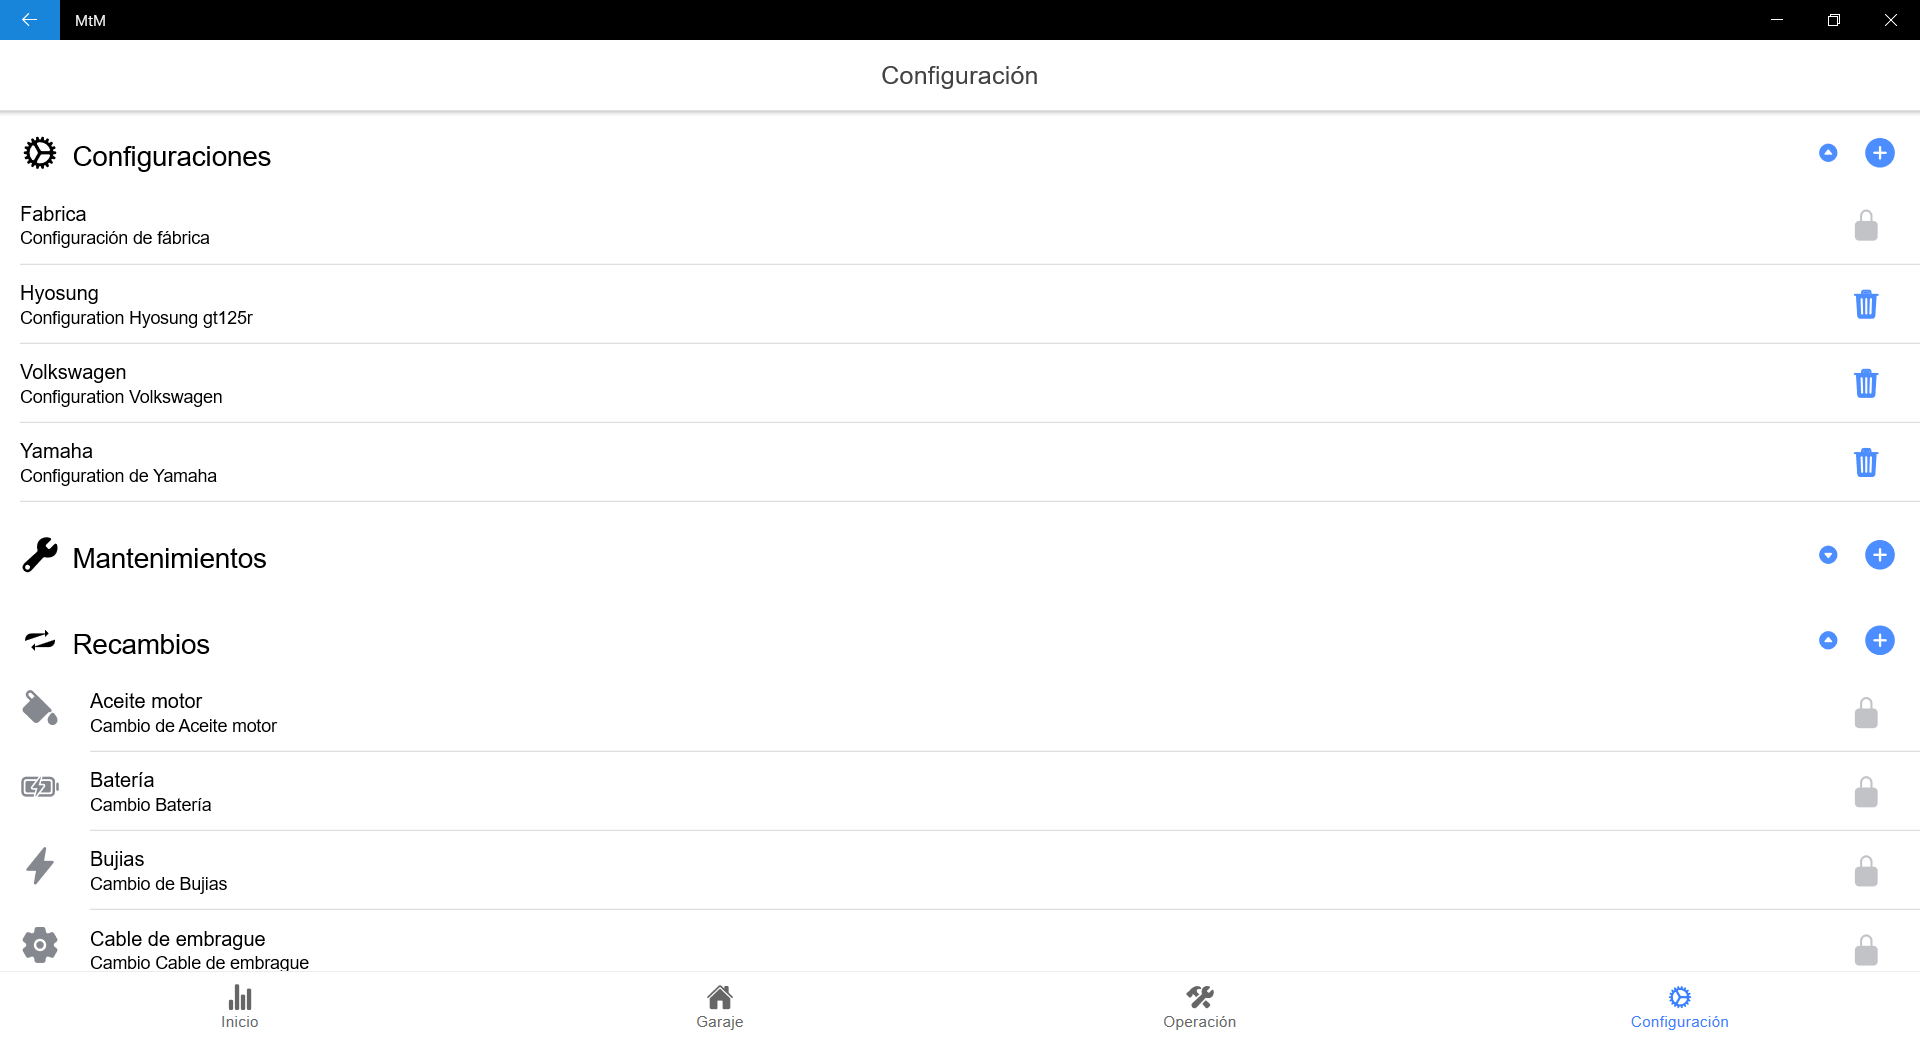 MtM
Configuración
Configuraciones
Fabrica
Configuración de fábrica
Hyosung
Configuration Hyosung gt125r
Volkswagen
Configuration Volkswagen
Yamaha
Configuration de Yamaha
Mantenimientos
Recambios
Aceite motor
Cambio de Aceite motor
Batería
Cambio Batería
Bujias
Cambio de Bujias
Cable de embrague
Cambio Cable de embrague
Inicio
Garaje
Operación
Configuración